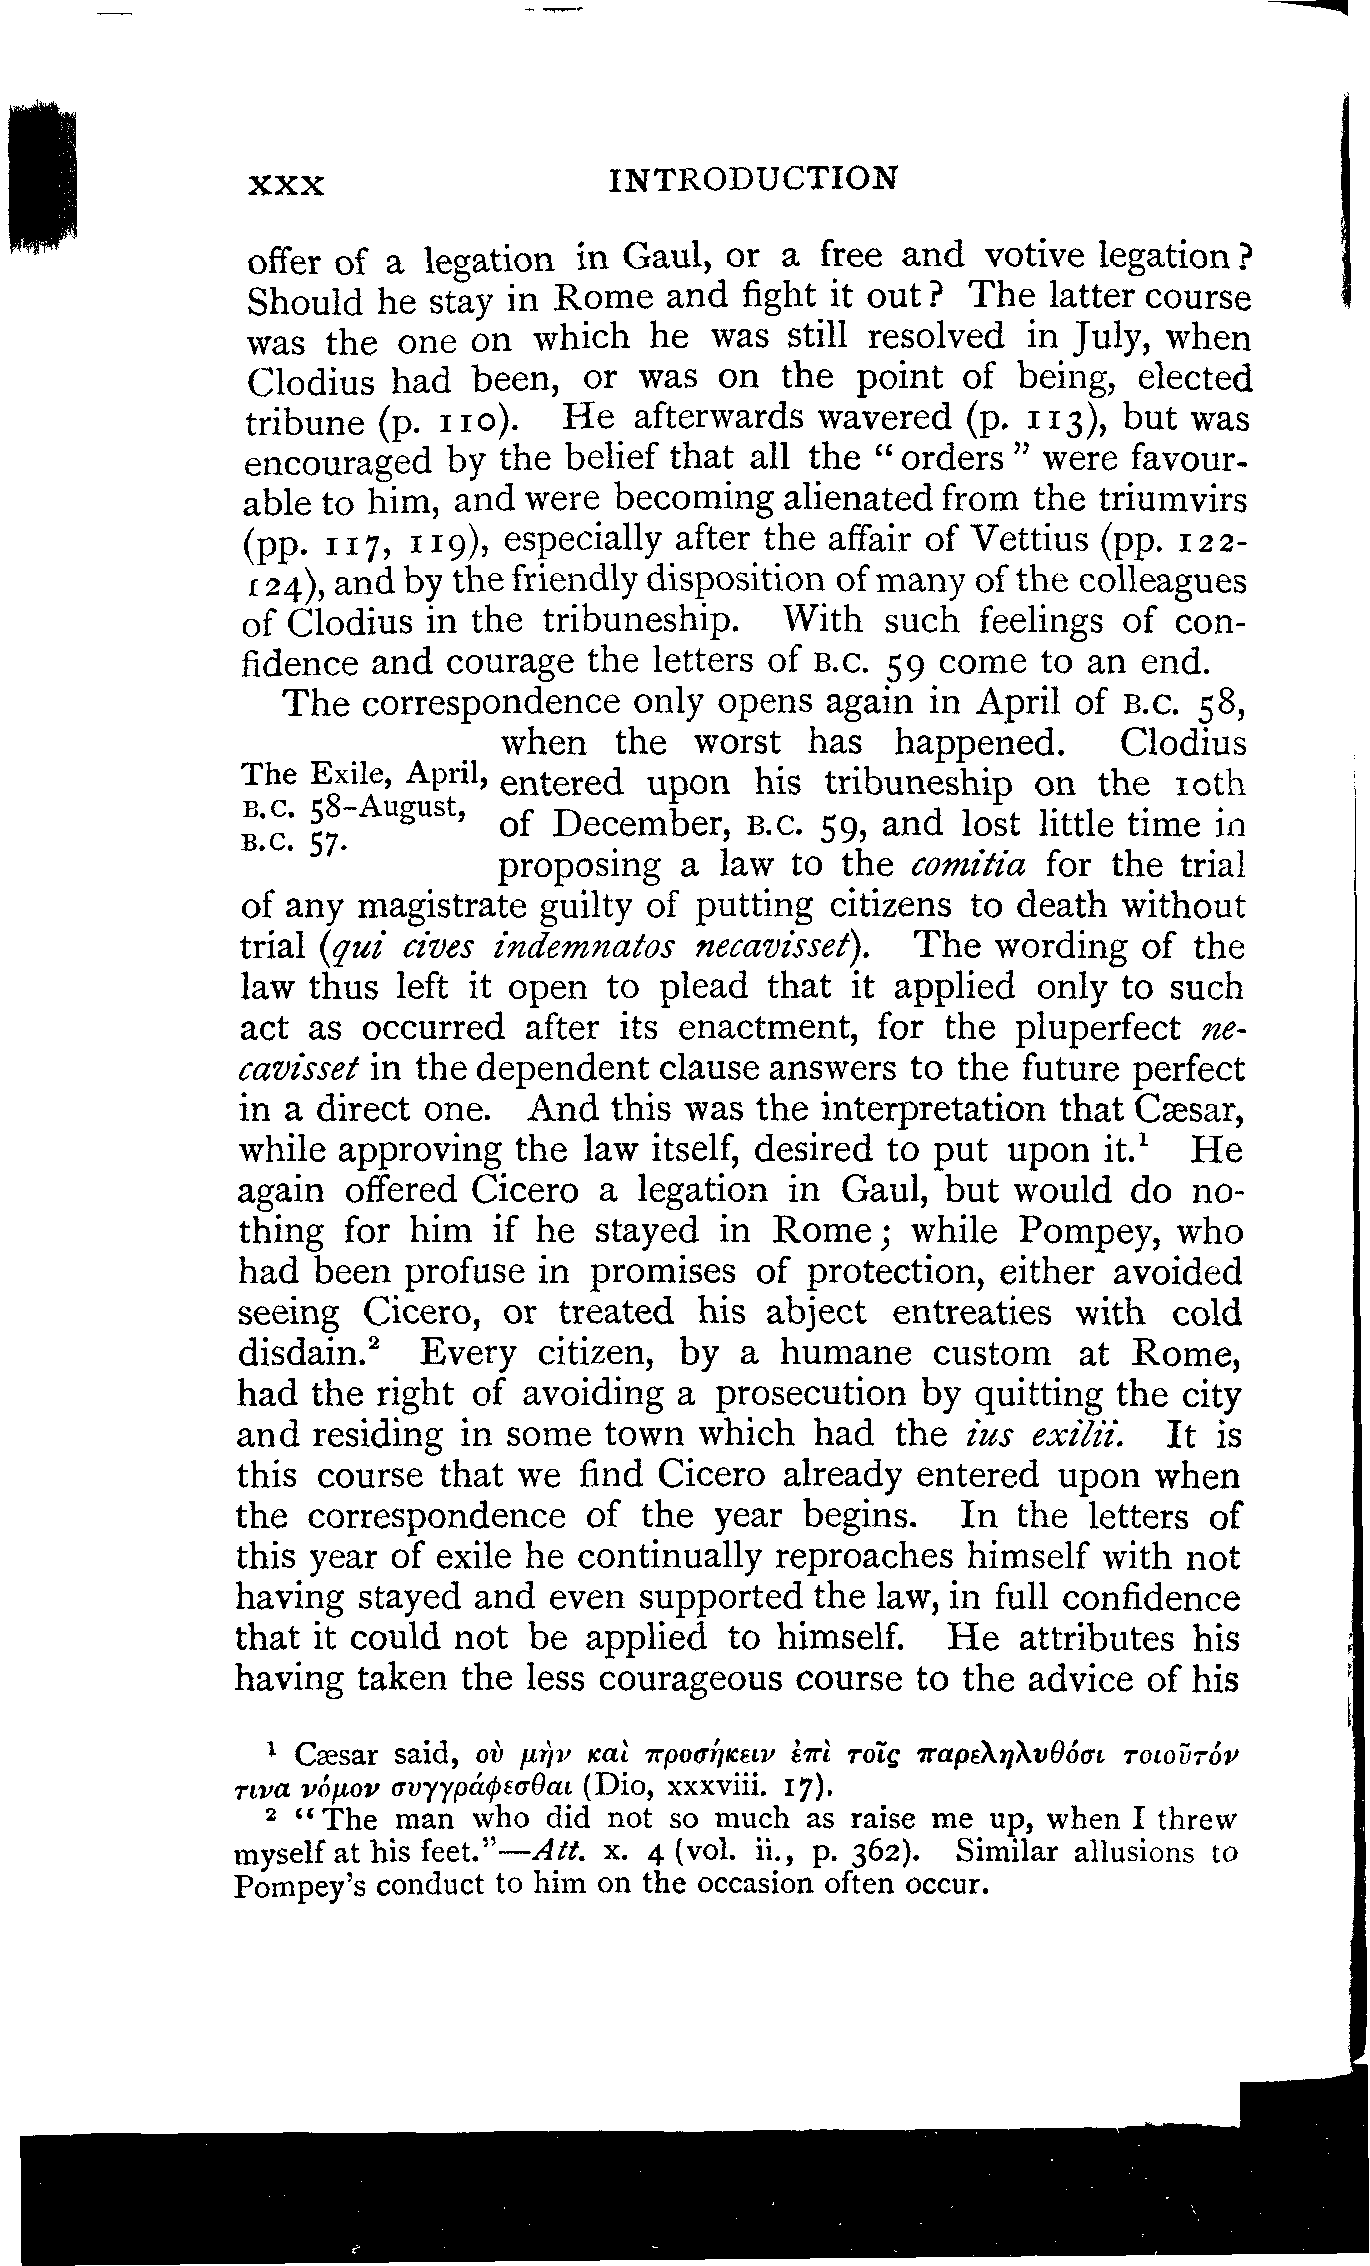 xxx INTRODUCTION
offer of a legation in Gaul, or a free and votive legation?
Should he stay in Rome and fight it out? The latter course
was the one on which he was still resolved in July, when
Clodius had been, or was on the point of being, elected
tribune (p. 110). He afterwards wavered (p. 113), but was
encouraged by the belief that all the “orders” were favour-
able to him, and were becoming alienated from the triumvirs
(pp. 117, 119), especially after the affair of Vettius (pp. 122-
124), and by the friendly disposition of many of the colleagues
of Clodius in the tribuneship. With such feelings of con-
fidence and courage the letters of B.C. 59 come to an end.
The correspondence only opens again in April of B.C. 58,
when the worst has happened. Clodius
The Exile, April,
B.C. 58–August,
B.C. 57.
entered upon his tribuneship on the 10th
of December, B.C. 59, and lost little time in
proposing a law to the comitia for the trial
of any magistrate guilty of putting citizens to death without
trial (qui cives indemnatos necavisset). The wording of the
law thus left it open to plead that it applied only to such
act as occurred after its enactment, for the pluperfect ne-
cavisset in the dependent clause answers to the future perfect
in a direct one. And this was the interpretation that Cæsar,
while approving the law itself, desired to put upon it.¹ He
again offered Cicero a legation in Gaul, but would do no-
thing for him if he stayed in Rome; while Pompey, who
had been profuse in promises of protection, either avoided
seeing Cicero, or treated his abject entreaties with cold
disdain.² Every citizen, by a humane custom at Rome,
had the right of avoiding a prosecution by quitting the city
and residing in some town which had the ius exilii. It is
this course that we find Cicero already entered upon when
the correspondence of the year begins. In the letters of
this year of exile he continually reproaches himself with not
having stayed and even supported the law, in full confidence
that it could not be applied to himself. He attributes his
having taken the less courageous course to the advice of his
¹ Cæsar said, οὐ μὴν καὶ προσήκειν ἐπὶ τοῖς παρεληλυθόσι τοιοῦτόν
τινα νόμον συγγράφεσθαι (Dio, xxxviii. 17).
² “The man who did not so much as raise me up, when I threw
myself at his feet.”—Att. x. 4 (vol. ii., p. 362). Similar allusions to
Pompey's conduct to him on the occasion often occur.